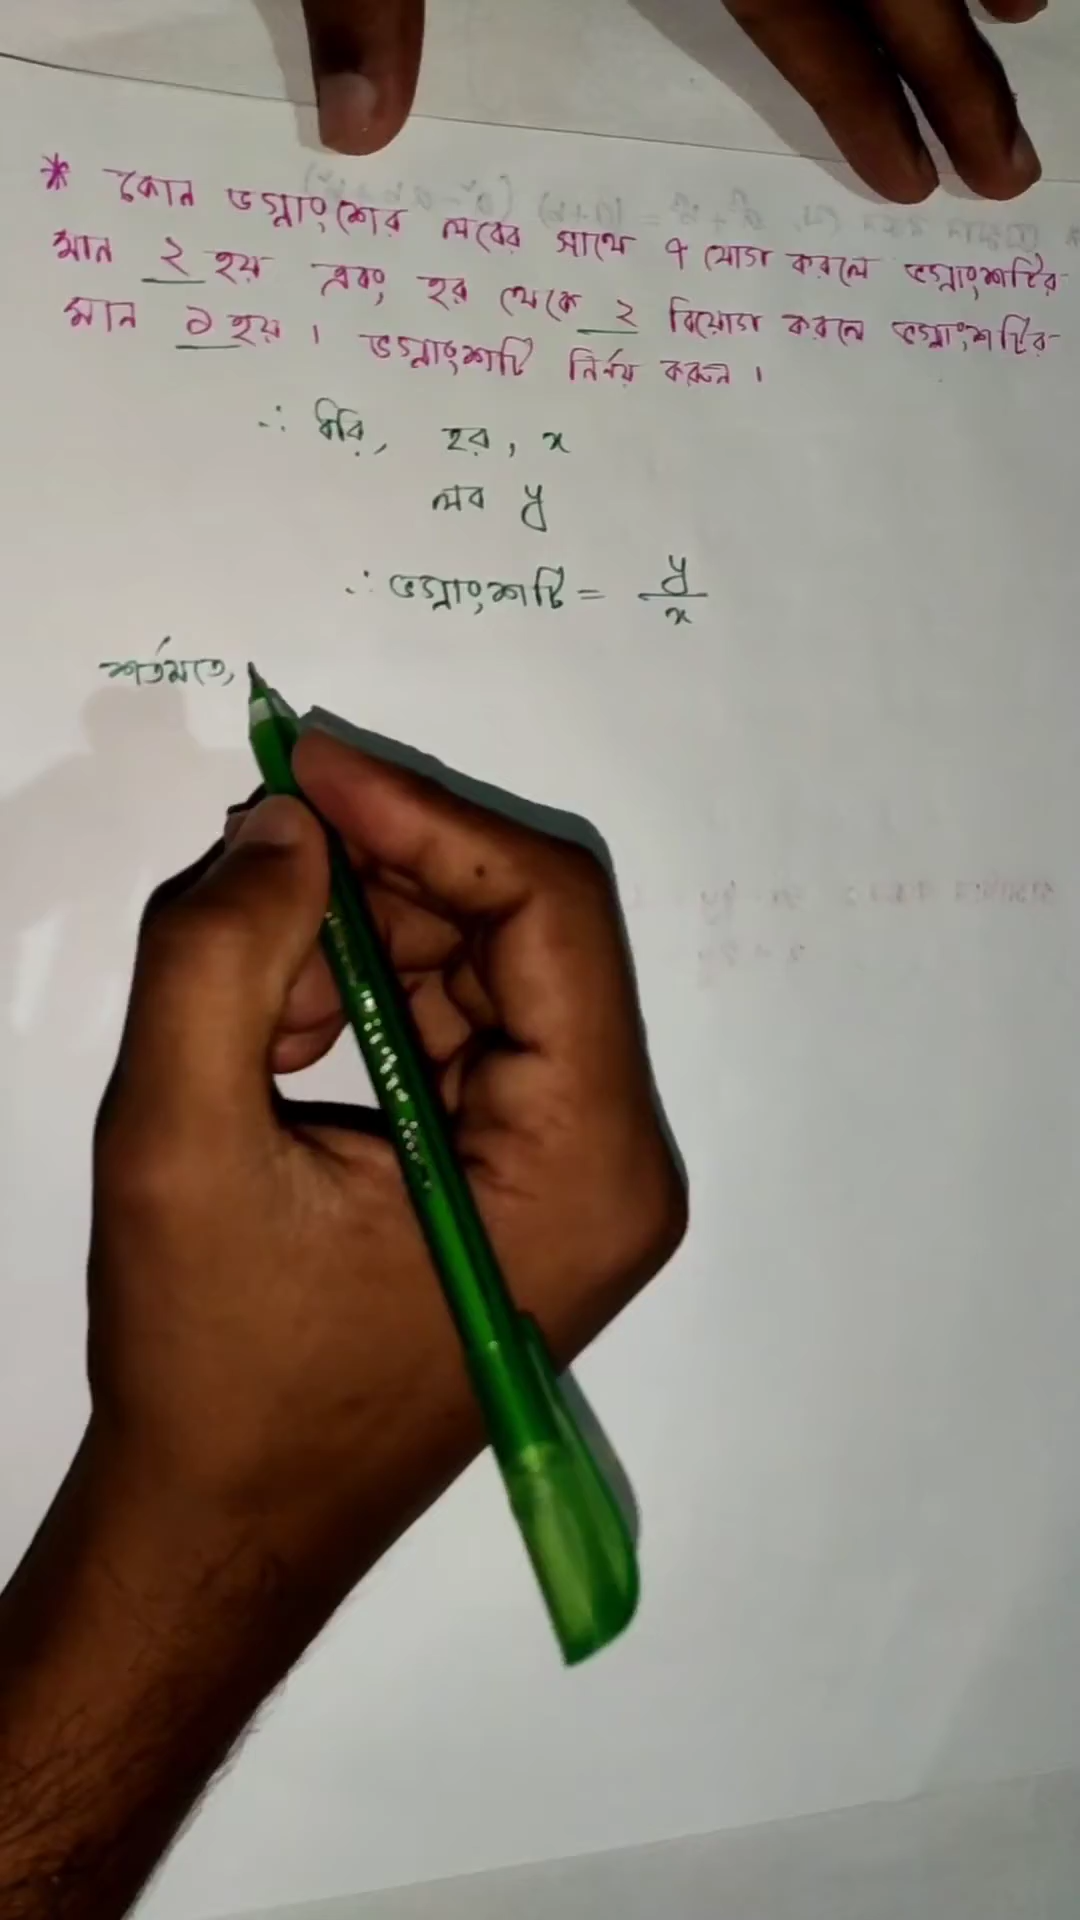 * কোন ভগ্নাংশের লবের সাথে ৭ যোগ করলে ভগ্নাংশটির
মান ২ হয় এবং হর থেকে ২ বিয়োগ করলে ভগ্নাংশটির
মান ১ হয়। ভগ্নাংশটি নির্ণয় করুন।
∴ ধরি, হর, x
লব y
∴ ভগ্নাংশটি = y/x
শর্তমতে,